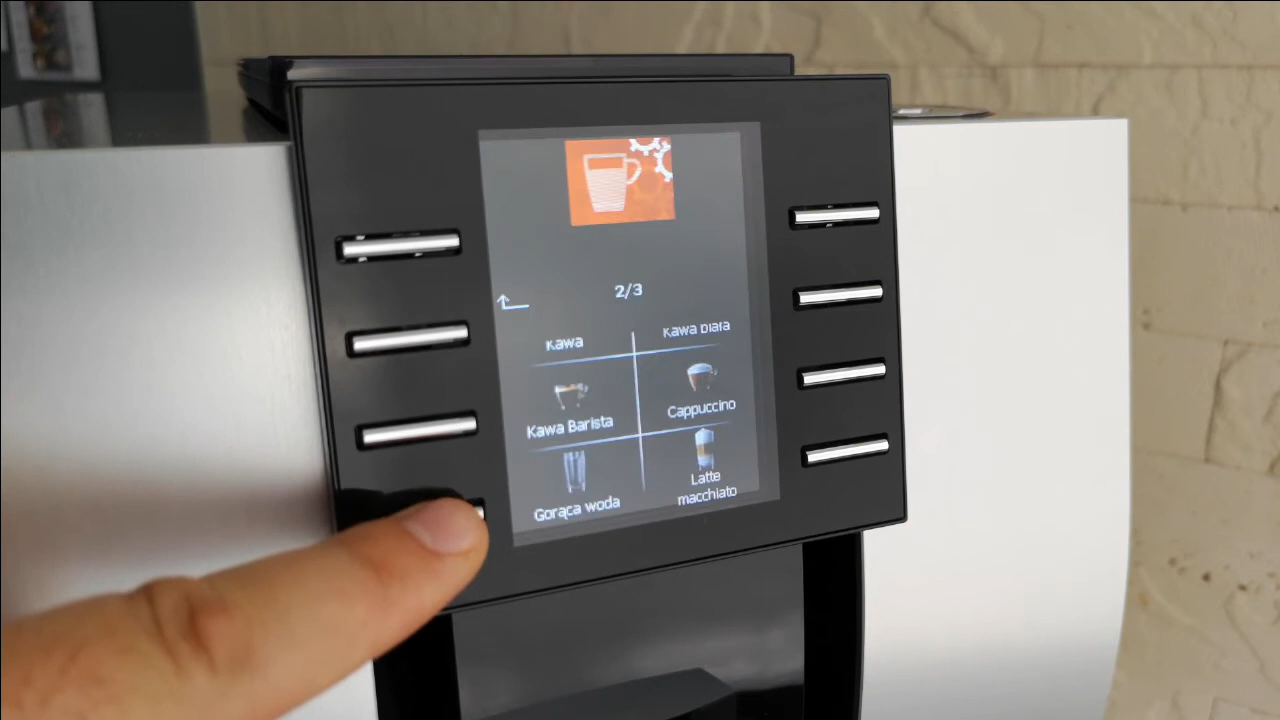 2/3
Kawa
Kawa biała
Kawa Barista
Cappuccino
Gorąca woda
Latte
macchiato